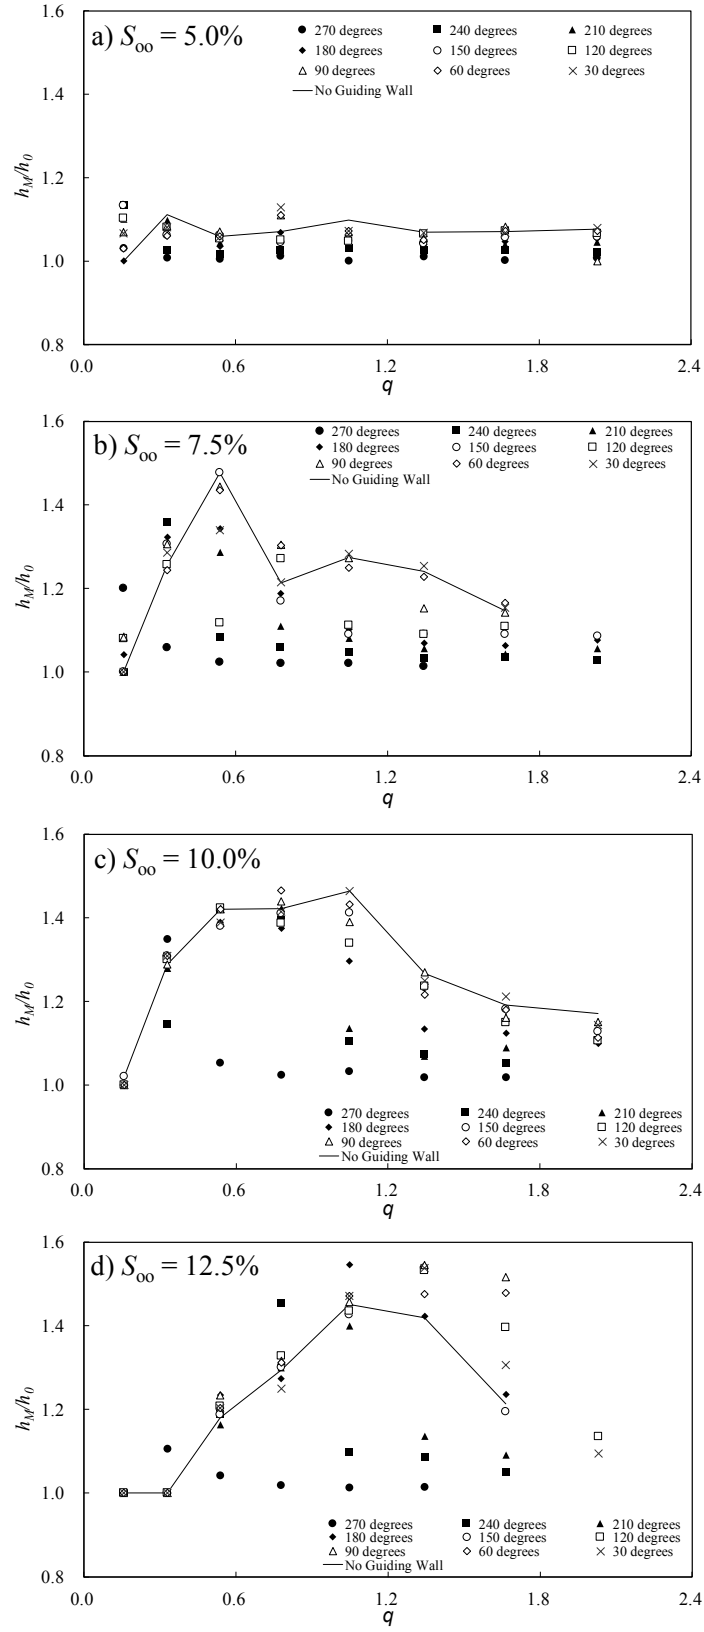 a) Soo = 5.0%
270 degrees 240 degrees 210 degrees
180 degrees 150 degrees 120 degrees
90 degrees 60 degrees 30 degrees
No Guiding Wall
1.6
1.4
1.2
1.0
0.8
hM/h0
0.0 0.6 1.2 1.8 2.4
q
b) Soo = 7.5%
270 degrees 240 degrees 210 degrees
180 degrees 150 degrees 120 degrees
90 degrees 60 degrees 30 degrees
No Guiding Wall
1.6
1.4
1.2
1.0
0.8
hM/h0
0.0 0.6 1.2 1.8 2.4
q
c) Soo = 10.0%
1.6
1.4
1.2
1.0
0.8
hM/h0
270 degrees 240 degrees 210 degrees
180 degrees 150 degrees 120 degrees
90 degrees 60 degrees 30 degrees
No Guiding Wall
0.0 0.6 1.2 1.8 2.4
q
d) Soo = 12.5%
1.6
1.4
1.2
1.0
0.8
hM/h0
270 degrees 240 degrees 210 degrees
180 degrees 150 degrees 120 degrees
90 degrees 60 degrees 30 degrees
No Guiding Wall
0.0 0.6 1.2 1.8 2.4
q